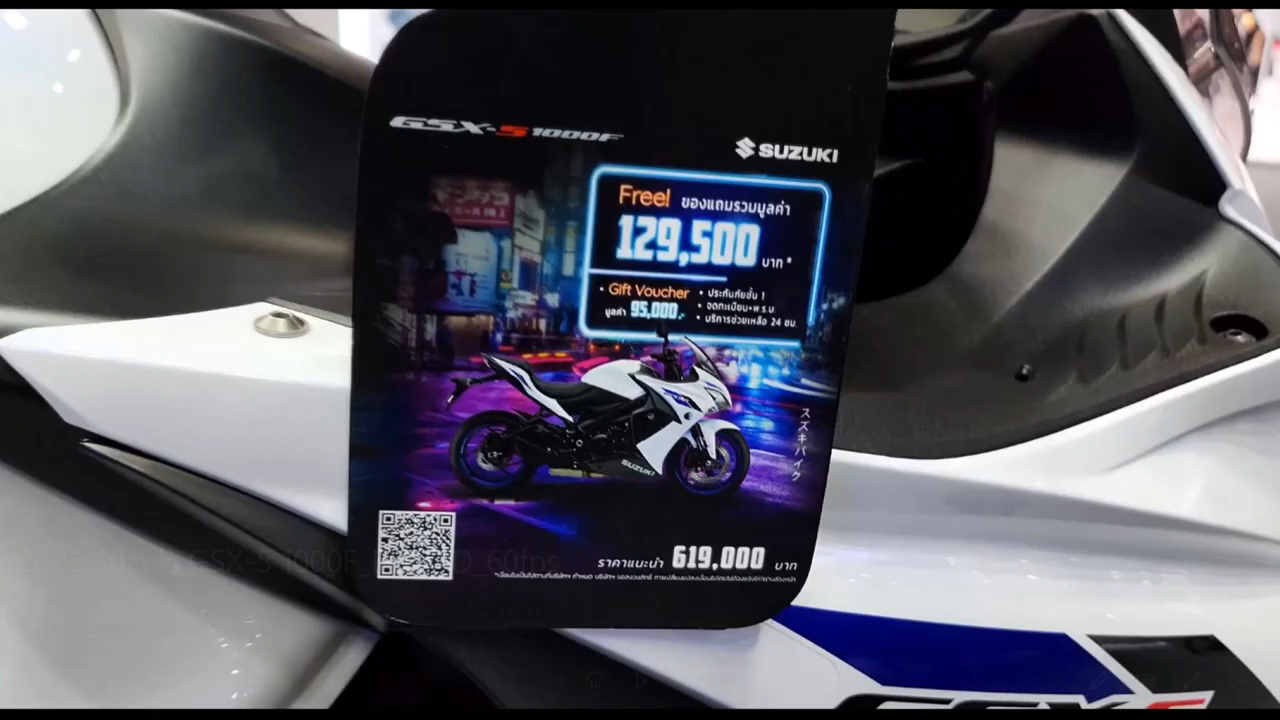 GSX-S1000F
SUZUKI
Free! ของแถมรวมมูลค่า
129,500 บาท*
• Gift Voucher
มูลค่า 95,000.-
• ประกันภัยชั้น 1
• จดทะเบียน+พ.ร.บ.
• บริการช่วยเหลือ 24 ชม.
スズキバイク
SUZUKI
ราคาแนะนำ 619,000 บาท
GSX-S